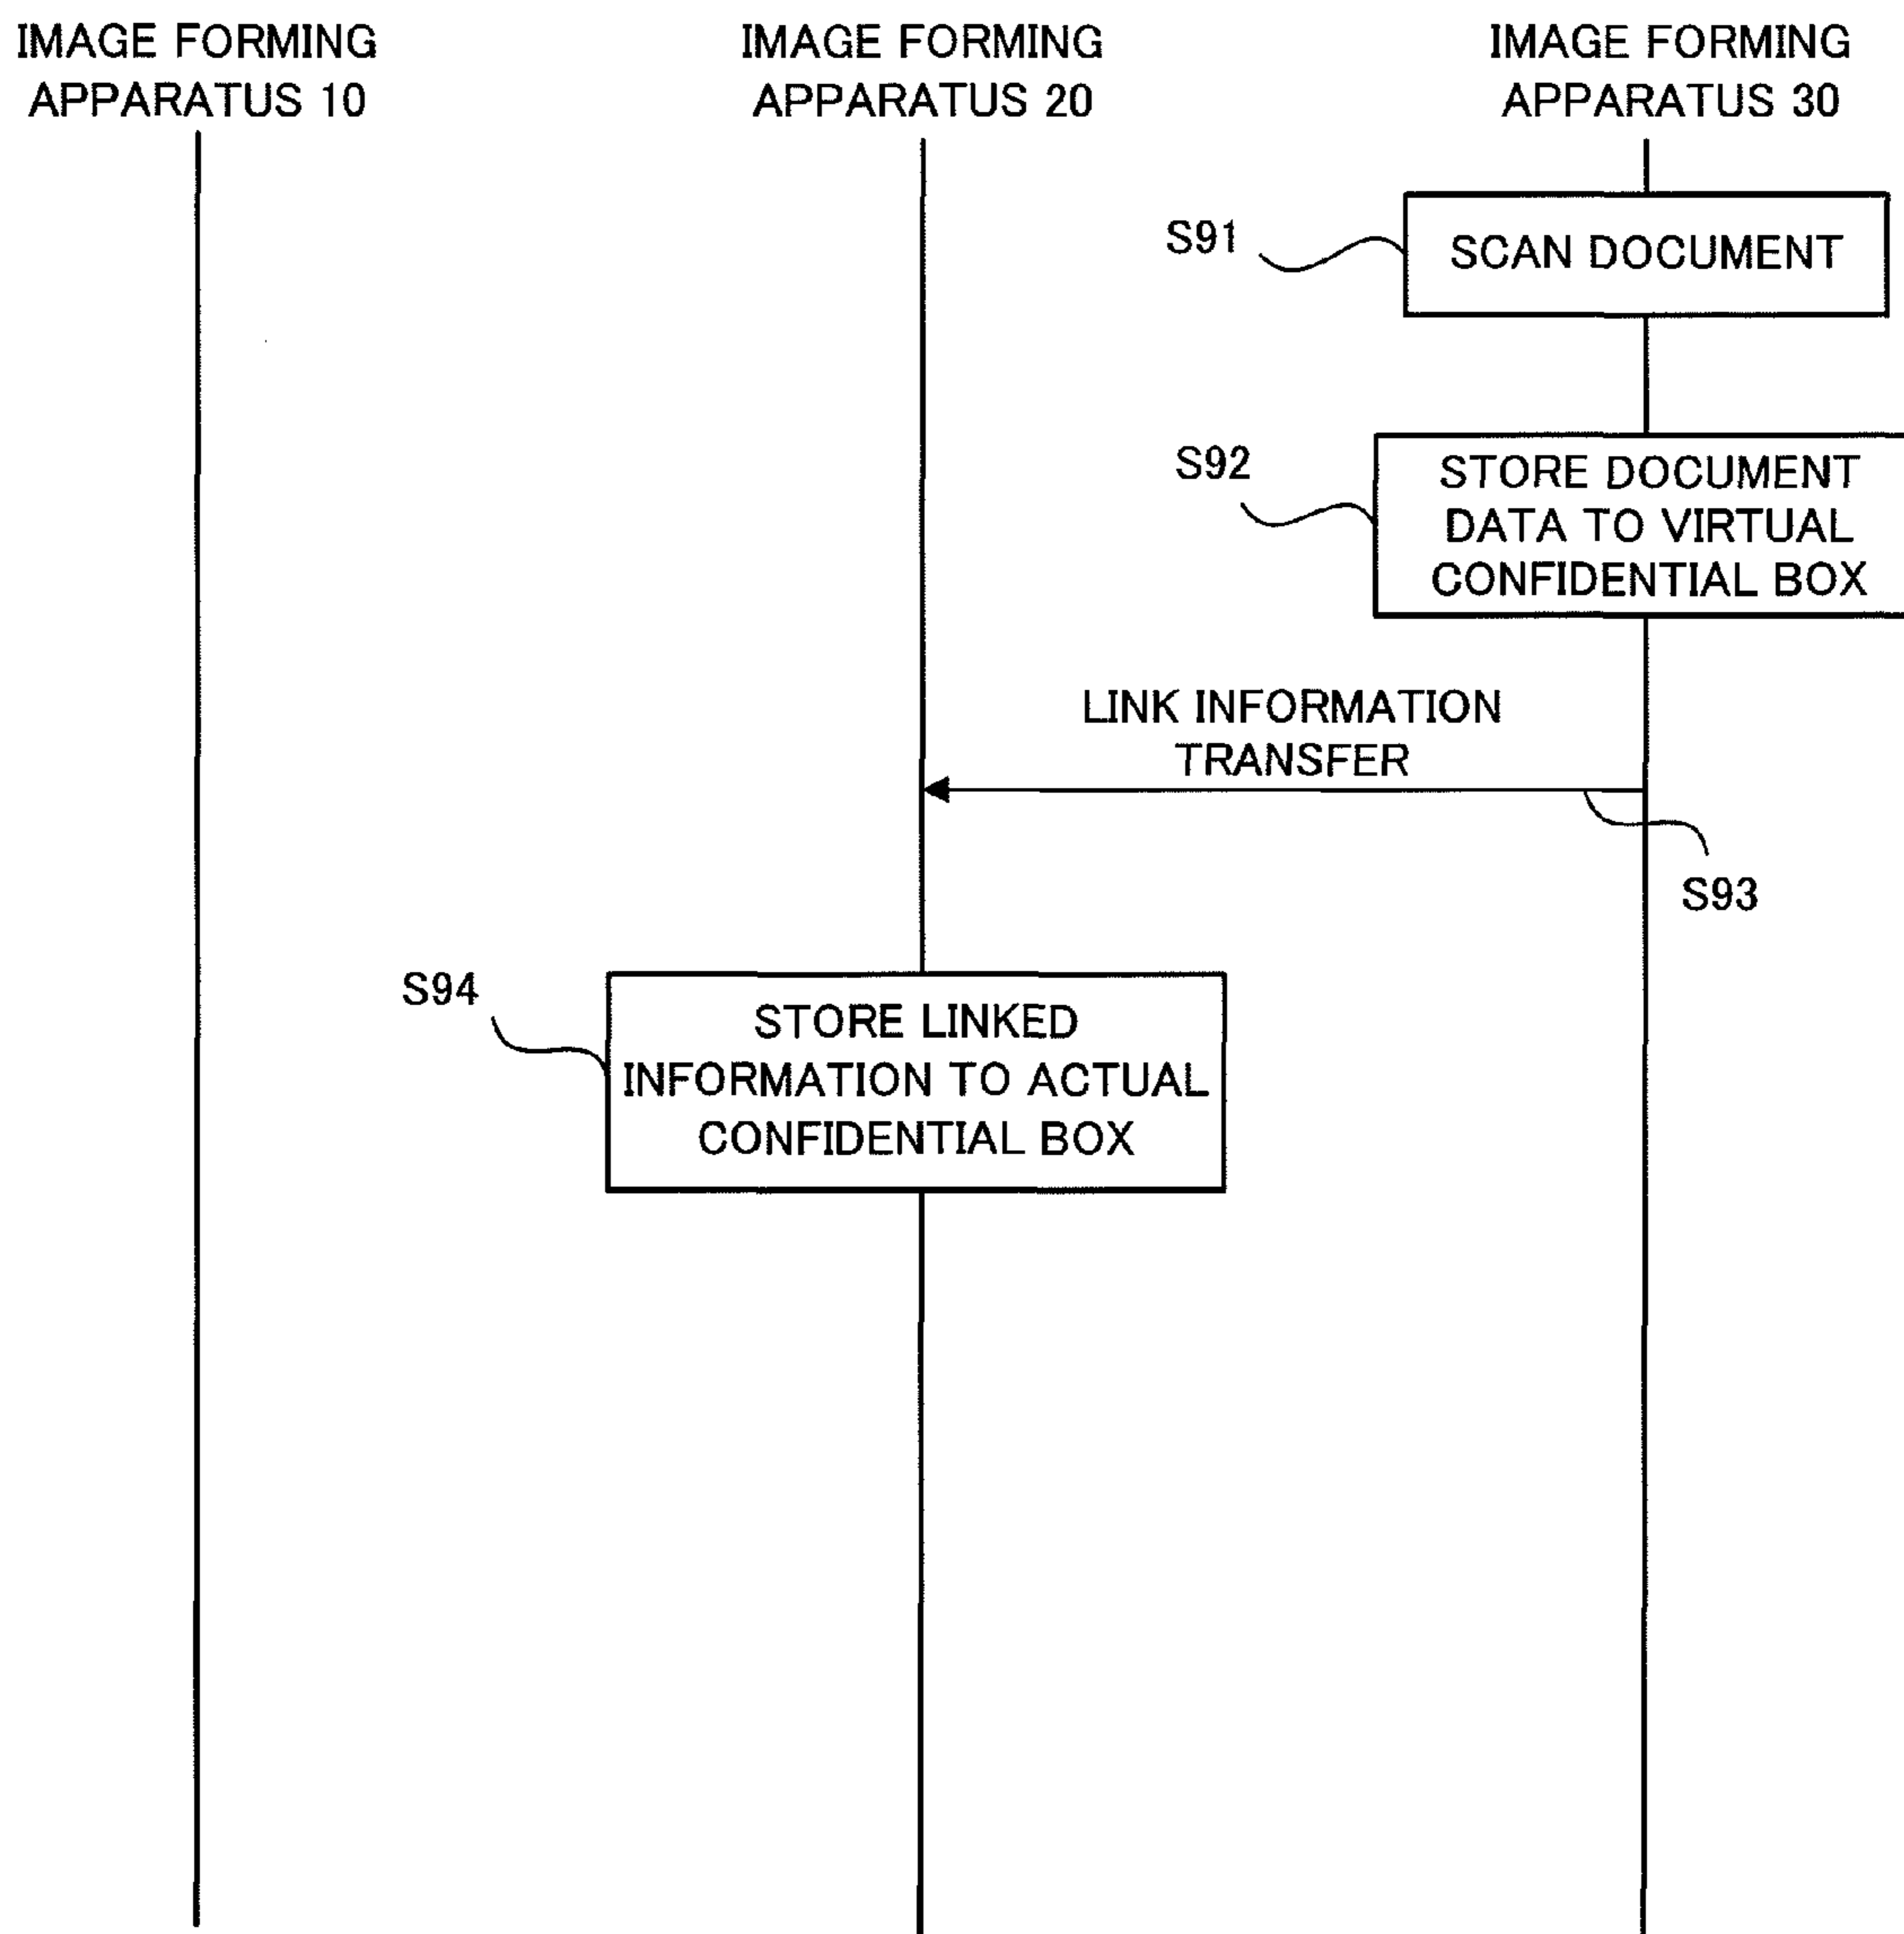 IMAGE FORMING
APPARATUS 10
IMAGE FORMING
APPARATUS 20
IMAGE FORMING
APPARATUS 30
S91
SCAN DOCUMENT
S92
STORE DOCUMENT
DATA TO VIRTUAL
CONFIDENTIAL BOX
LINK INFORMATION
TRANSFER
S93
S94
STORE LINKED
INFORMATION TO ACTUAL
CONFIDENTIAL BOX